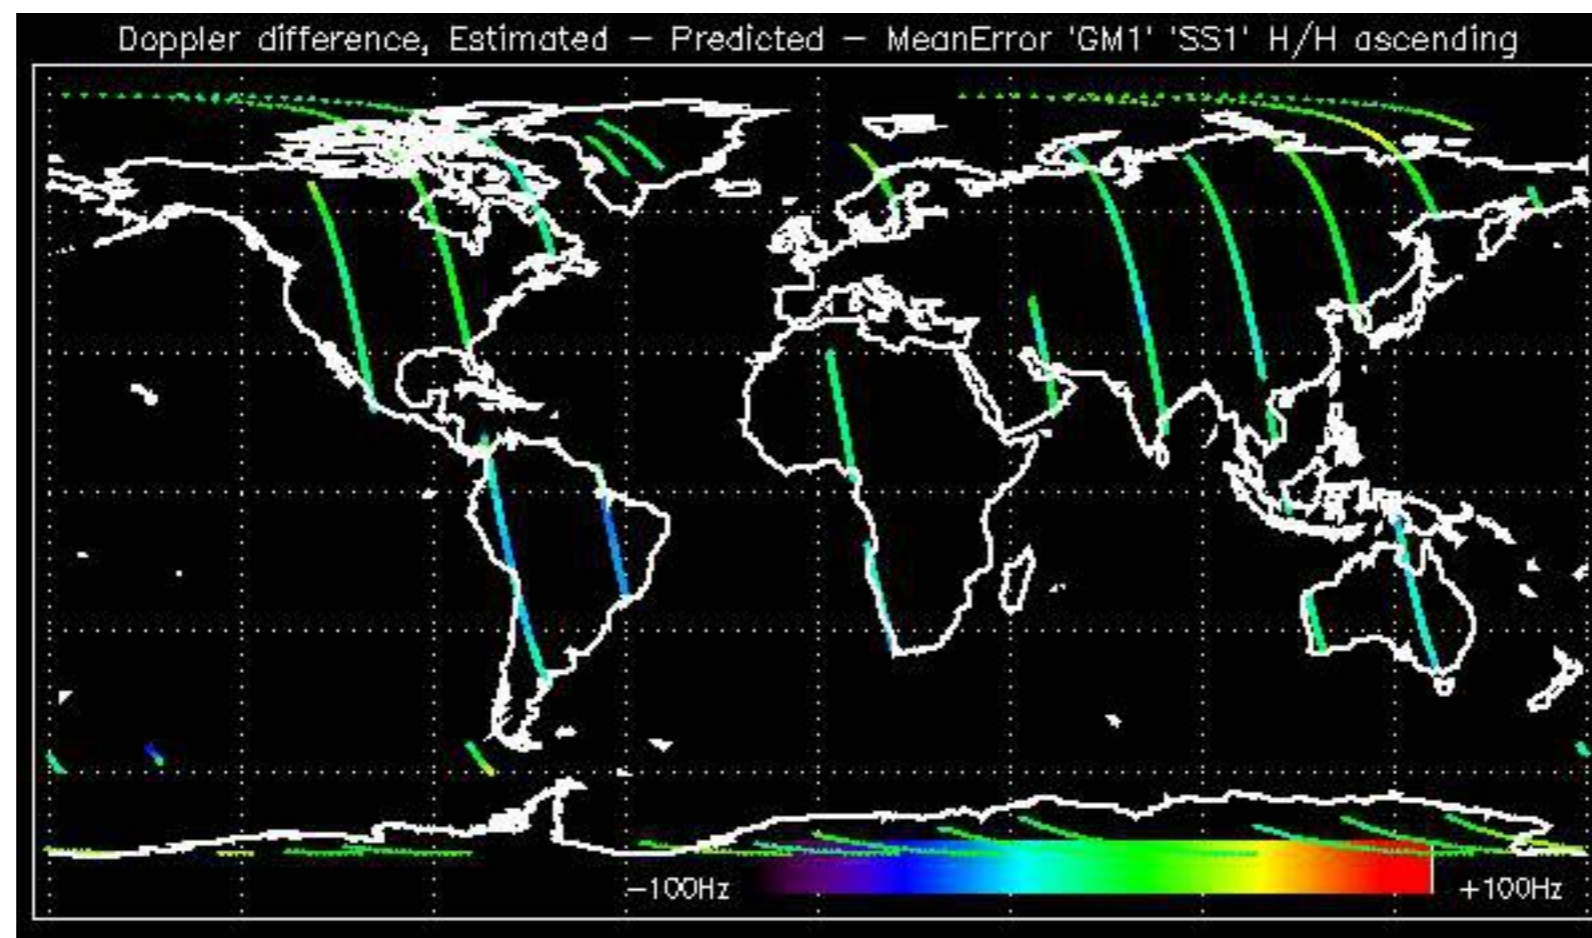 Doppler difference, Estimated − Predicted − MeanError 'GM1' 'SS1' H/H ascending
−100Hz
+100Hz